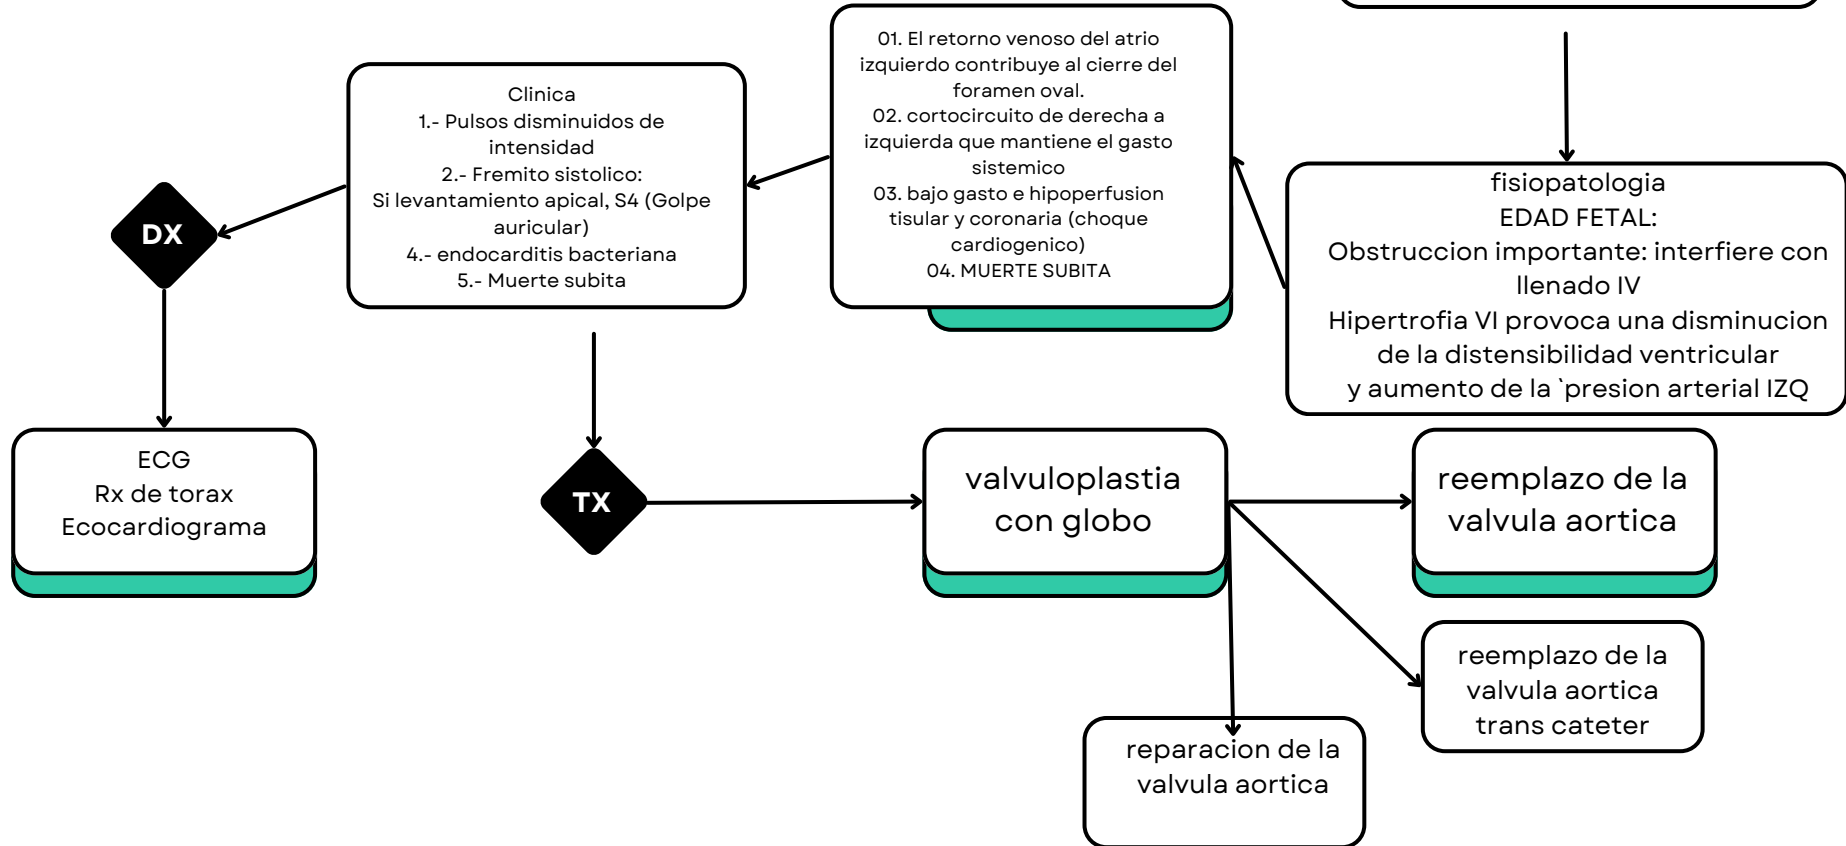 01. El retorno venoso del atrio
izquierdo contribuye al cierre del
foramen oval.
02. cortocircuito de derecha a
izquierda que mantiene el gasto
sistemico
03. bajo gasto e hipoperfusion
tisular y coronaria (choque
cardiogenico)
04. MUERTE SUBITA
Clinica
1.- Pulsos disminuidos de
intensidad
2.- Fremito sistolico:
Si levantamiento apical, S4 (Golpe
auricular)
4.- endocarditis bacteriana
5.- Muerte subita
fisiopatologia
EDAD FETAL:
Obstruccion importante: interfiere con
llenado IV
Hipertrofia VI provoca una disminucion
de la distensibilidad ventricular
y aumento de la `presion arterial IZQ
DX
ECG
Rx de torax
Ecocardiograma
TX
valvuloplastia
con globo
reemplazo de la
valvula aortica
reemplazo de la
valvula aortica
trans cateter
reparacion de la
valvula aortica